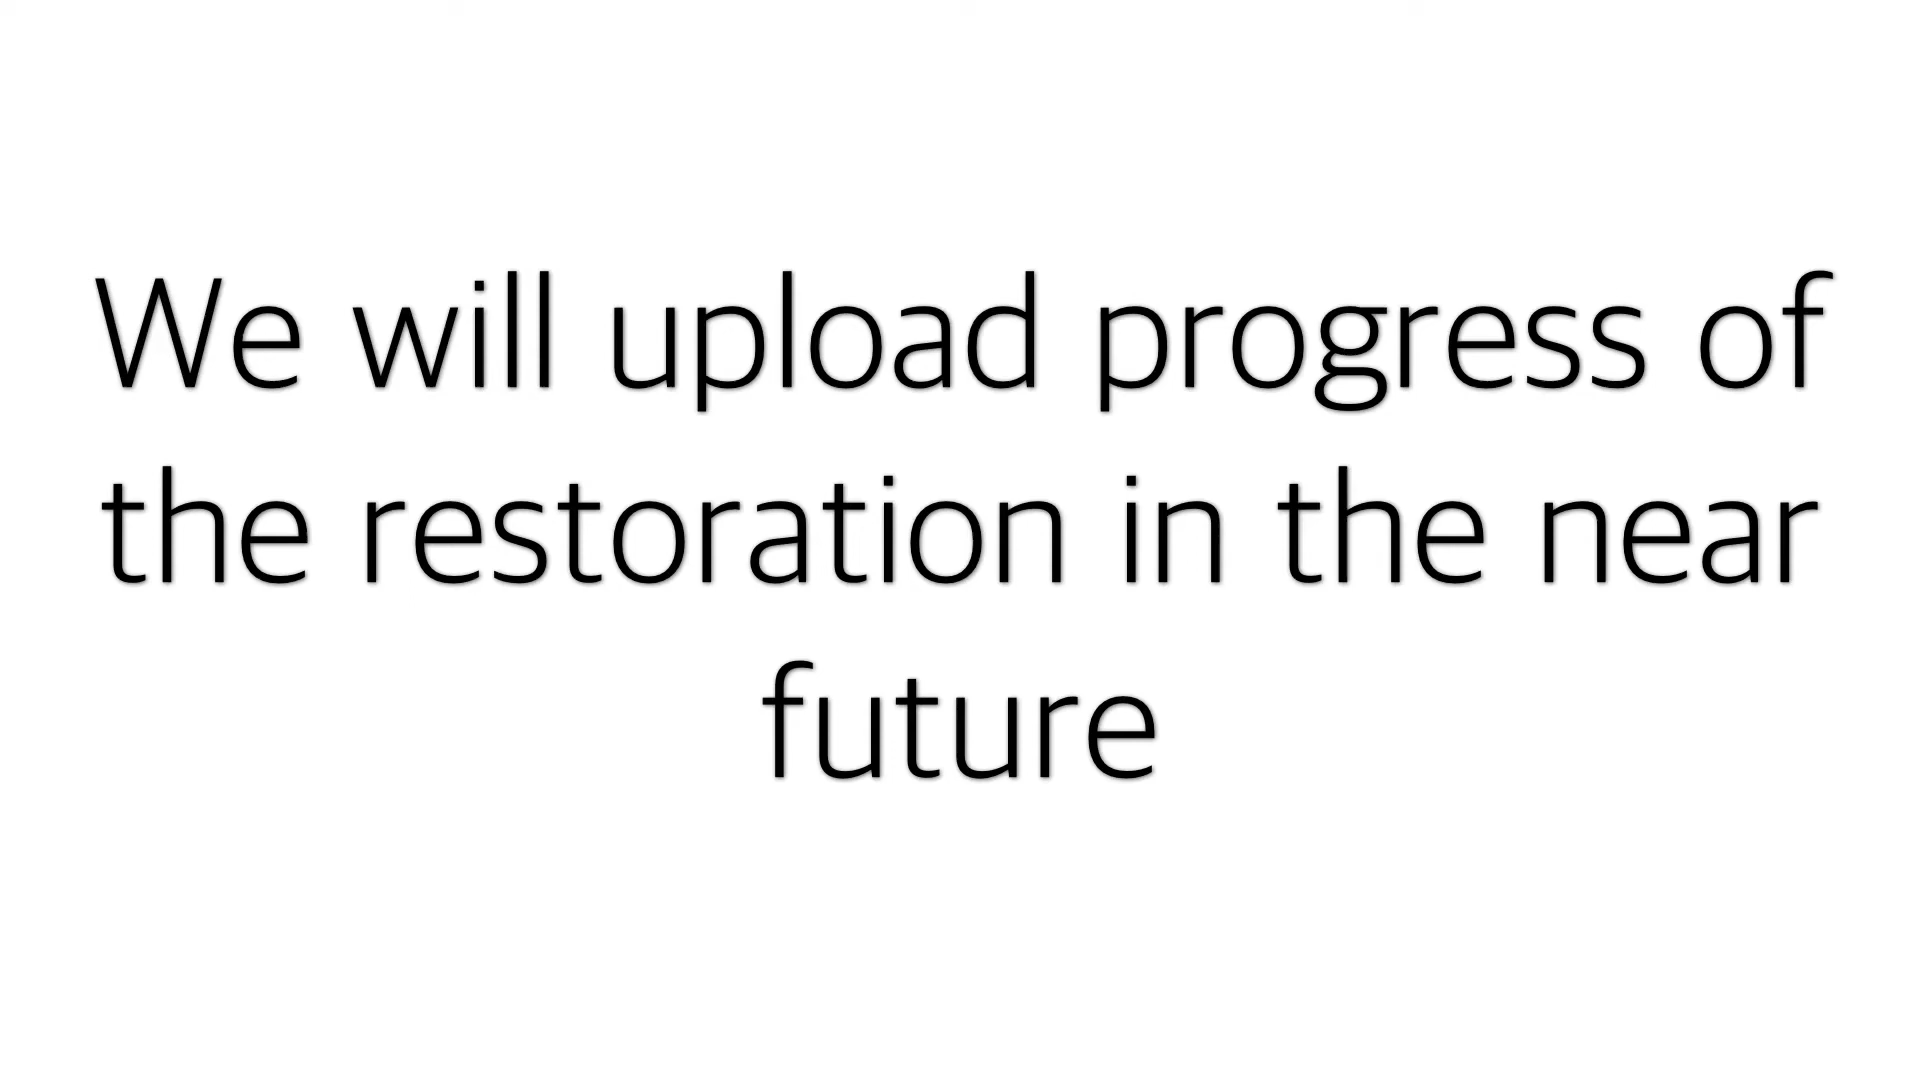 We will upload progress of
the restoration in the near
future